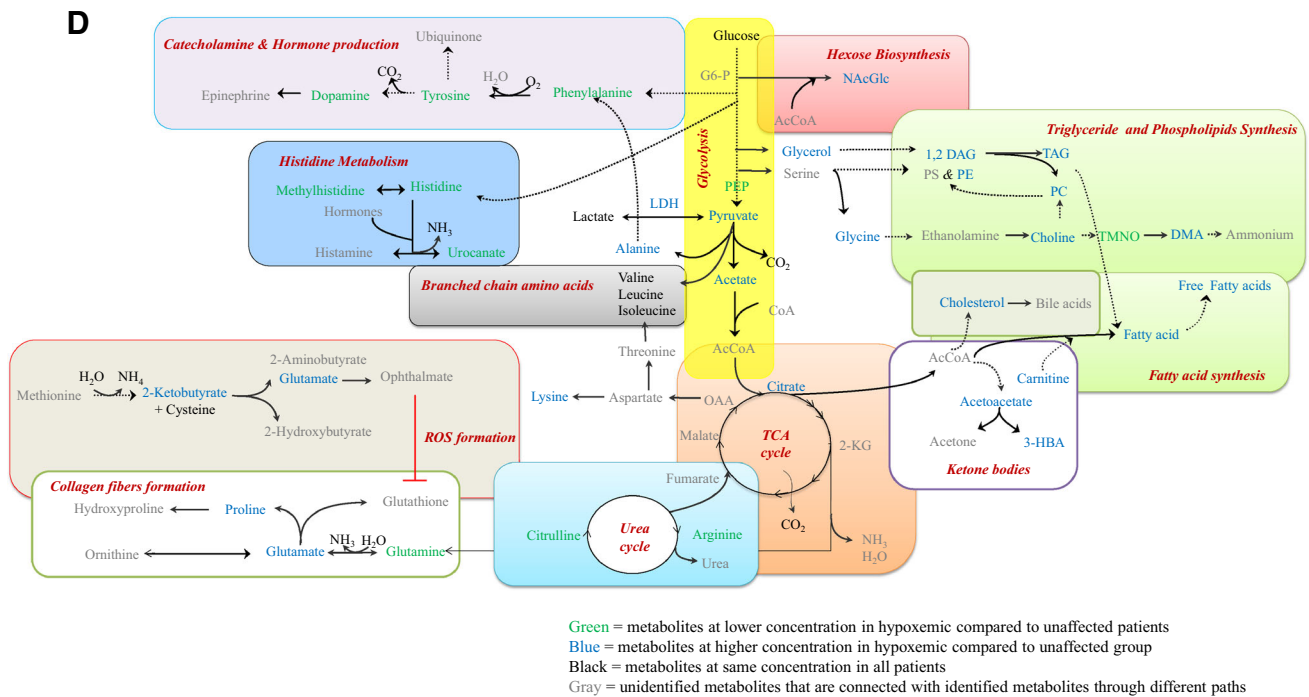 D
Catecholamine & Hormone production
Ubiquinone
CO2
H2O
O2
Epinephrine
Dopamine
Tyrosine
Phenylalanine
Glucose
G6-P
Hexose Biosynthesis
NAcGlc
AcCoA
Glycolysis
Triglyceride and Phospholipids Synthesis
Glycerol
1,2 DAG
TAG
Serine
PS & PE
PC
Glycine
Ethanolamine
Choline
TMNO
DMA
Ammonium
Histidine Metabolism
Methylhistidine
Histidine
Hormones
NH3
Histamine
Urocanate
PEP
Lactate
LDH
Pyruvate
Alanine
CO2
Acetate
Branched chain amino acids
Valine
Leucine
Isoleucine
CoA
AcCoA
Threonine
Lysine
Aspartate
OAA
Cholesterol
Bile acids
Free Fatty acids
Fatty acid
Fatty acid synthesis
AcCoA
Carnitine
Acetoacetate
Acetone
3-HBA
Ketone bodies
Citrate
TCA
cycle
Malate
2-KG
Fumarate
CO2
NH3
H2O
Methionine
H2O
NH4
2-Ketobutyrate
+ Cysteine
2-Aminobutyrate
Glutamate
Ophthalmate
2-Hydroxybutyrate
ROS formation
Collagen fibers formation
Hydroxyproline
Proline
Glutathione
Ornithine
Glutamate
NH3
H2O
Glutamine
Citrulline
Urea
cycle
Arginine
Urea
Green = metabolites at lower concentration in hypoxemic compared to unaffected patients
Blue = metabolites at higher concentration in hypoxemic compared to unaffected group
Black = metabolites at same concentration in all patients
Gray = unidentified metabolites that are connected with identified metabolites through different paths